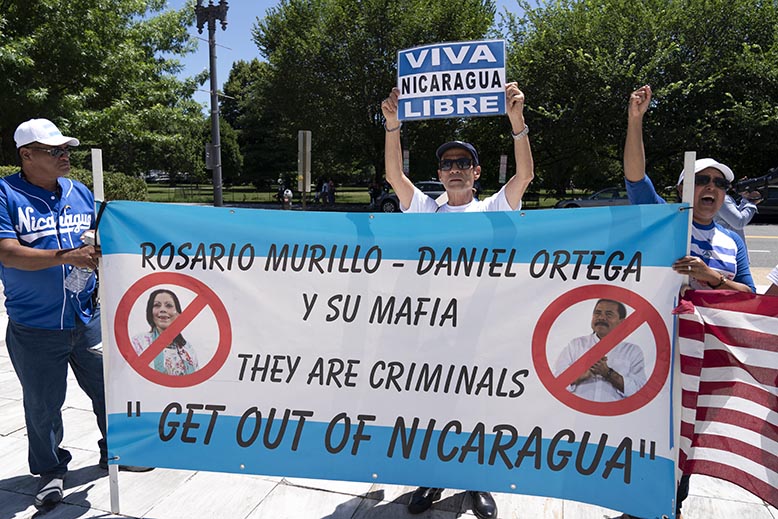 VIVA
NICARAGUA
LIBRE
Nicaragua
ROSARIO MURILLO - DANIEL ORTEGA
Y SU MAFIA
THEY ARE CRIMINALS
" GET OUT OF NICARAGUA"